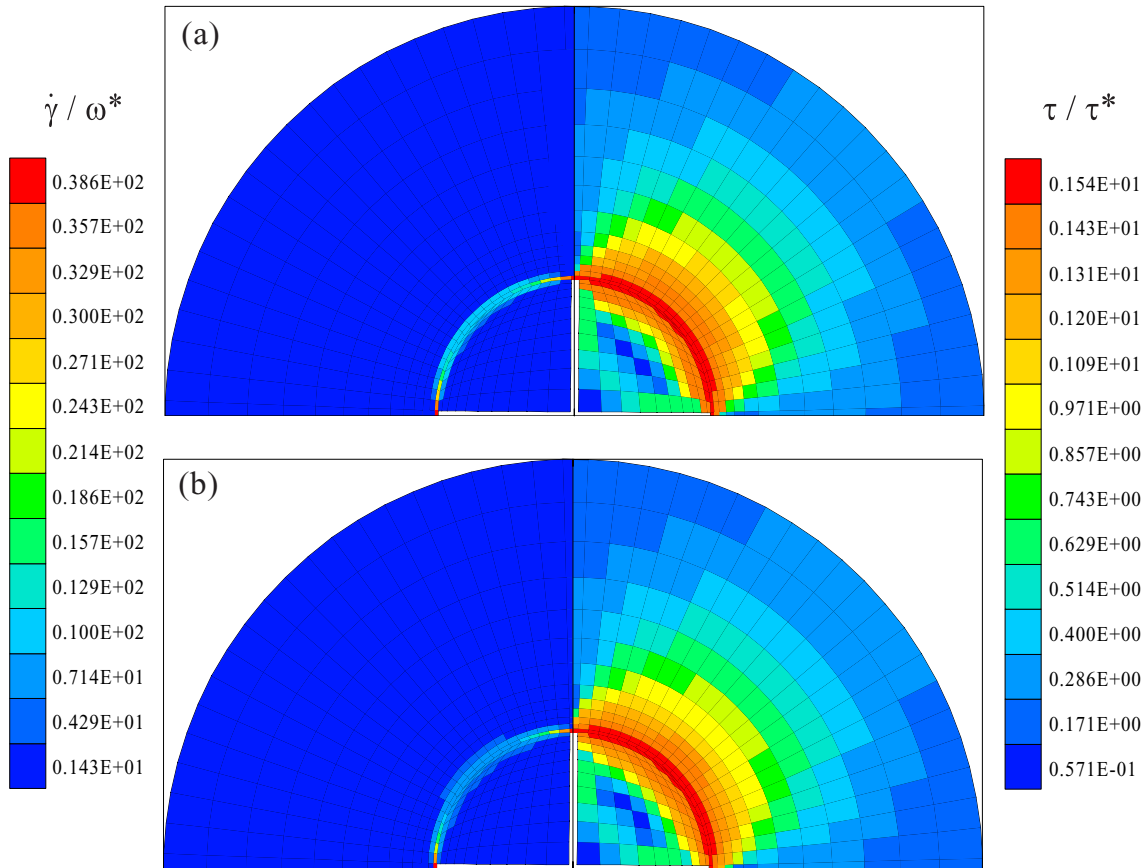 (a)
γ̇ / ω*
0.386E+02
0.357E+02
0.329E+02
0.300E+02
0.271E+02
0.243E+02
0.214E+02
0.186E+02
0.157E+02
0.129E+02
0.100E+02
0.714E+01
0.429E+01
0.143E+01
τ / τ*
0.154E+01
0.143E+01
0.131E+01
0.120E+01
0.109E+01
0.971E+00
0.857E+00
0.743E+00
0.629E+00
0.514E+00
0.400E+00
0.286E+00
0.171E+00
0.571E-01
(b)